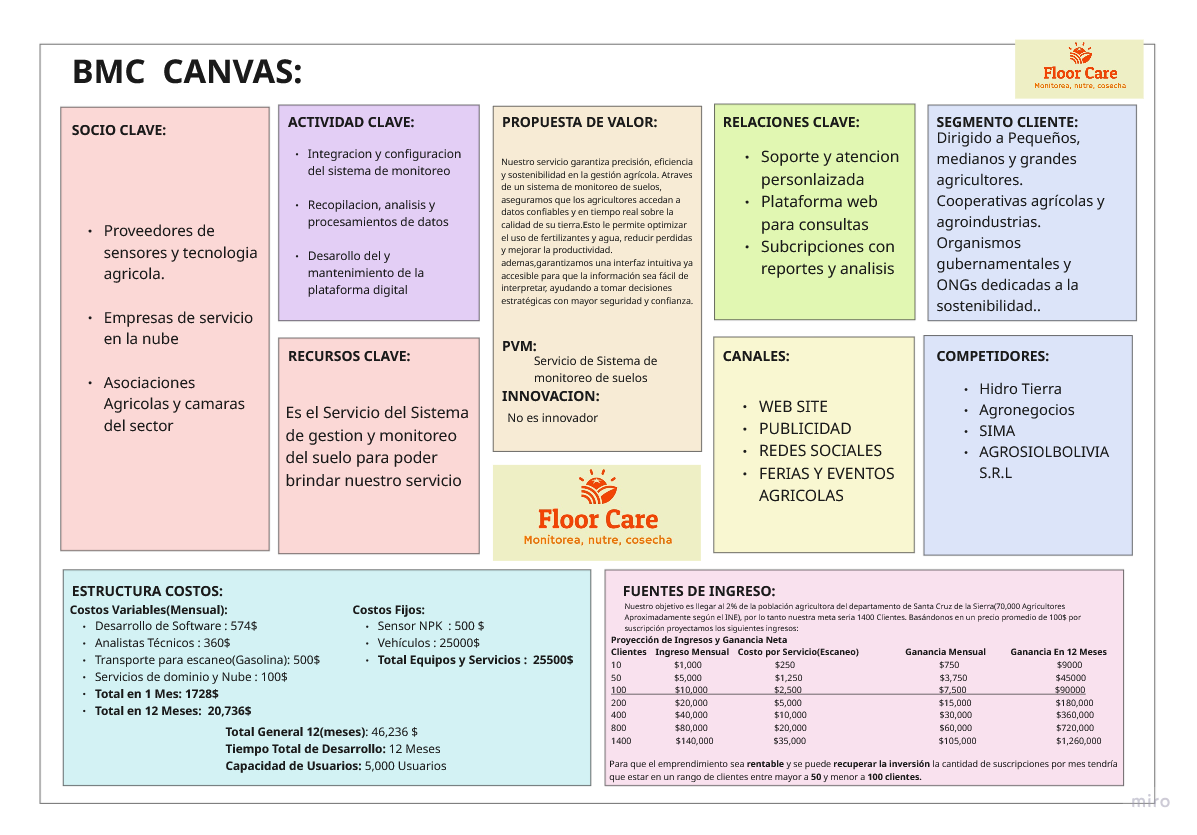 BMC CANVAS:
Floor Care
Monitorea, nutre, cosecha
SOCIO CLAVE:
• Proveedores de
sensores y tecnologia
agricola.
• Empresas de servicio
en la nube
• Asociaciones
Agricolas y camaras
del sector
ACTIVIDAD CLAVE:
• Integracion y configuracion
del sistema de monitoreo
• Recopilacion, analisis y
procesamientos de datos
• Desarollo del y
mantenimiento de la
plataforma digital
RECURSOS CLAVE:
Es el Servicio del Sistema
de gestion y monitoreo
del suelo para poder
brindar nuestro servicio
PROPUESTA DE VALOR:
Nuestro servicio garantiza precisión, eficiencia
y sostenibilidad en la gestión agrícola. Atraves
de un sistema de monitoreo de suelos,
aseguramos que los agricultores accedan a
datos confiables y en tiempo real sobre la
calidad de su tierra.Esto le permite optimizar
el uso de fertilizantes y agua, reducir perdidas
y mejorar la productividad.
ademas,garantizamos una interfaz intuitiva ya
accesible para que la información sea fácil de
interpretar, ayudando a tomar decisiones
estratégicas con mayor seguridad y confianza.
PVM:
Servicio de Sistema de
monitoreo de suelos
INNOVACION:
No es innovador
Floor Care
Monitorea, nutre, cosecha
RELACIONES CLAVE:
• Soporte y atencion
personlaizada
• Plataforma web
para consultas
• Subcripciones con
reportes y analisis
CANALES:
• WEB SITE
• PUBLICIDAD
• REDES SOCIALES
• FERIAS Y EVENTOS
AGRICOLAS
SEGMENTO CLIENTE:
Dirigido a Pequeños,
medianos y grandes
agricultores.
Cooperativas agrícolas y
agroindustrias.
Organismos
gubernamentales y
ONGs dedicadas a la
sostenibilidad..
COMPETIDORES:
• Hidro Tierra
• Agronegocios
• SIMA
• AGROSIOLBOLIVIA
S.R.L
ESTRUCTURA COSTOS:
Costos Variables(Mensual):
• Desarrollo de Software : 574$
• Analistas Técnicos : 360$
• Transporte para escaneo(Gasolina): 500$
• Servicios de dominio y Nube : 100$
• Total en 1 Mes: 1728$
• Total en 12 Meses: 20,736$
Costos Fijos:
• Sensor NPK : 500 $
• Vehículos : 25000$
• Total Equipos y Servicios : 25500$
Total General 12(meses): 46,236 $
Tiempo Total de Desarrollo: 12 Meses
Capacidad de Usuarios: 5,000 Usuarios
FUENTES DE INGRESO:
Nuestro objetivo es llegar al 2% de la población agricultora del departamento de Santa Cruz de la Sierra(70,000 Agricultores
Aproximadamente según el INE), por lo tanto nuestra meta seria 1400 Clientes. Basándonos en un precio promedio de 100$ por
suscripción proyectamos los siguientes ingresos:
Proyección de Ingresos y Ganancia Neta
Clientes Ingreso Mensual Costo por Servicio(Escaneo) Ganancia Mensual Ganancia En 12 Meses
10 $1,000 $250 $750 $9000
50 $5,000 $1,250 $3,750 $45000
100 $10,000 $2,500 $7,500 $90000
200 $20,000 $5,000 $15,000 $180,000
400 $40,000 $10,000 $30,000 $360,000
800 $80,000 $20,000 $60,000 $720,000
1400 $140,000 $35,000 $105,000 $1,260,000
Para que el emprendimiento sea rentable y se puede recuperar la inversión la cantidad de suscripciones por mes tendría
que estar en un rango de clientes entre mayor a 50 y menor a 100 clientes.
miro